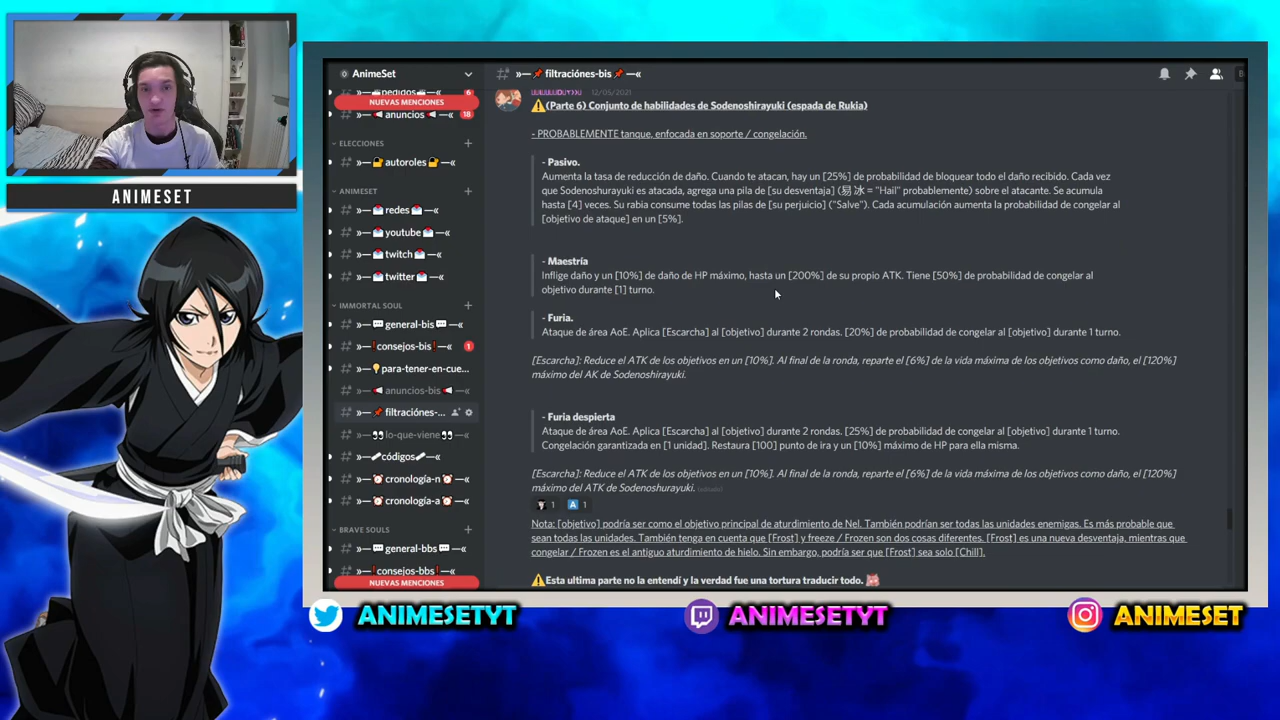 ANIMESET
AnimeSet
pedidos 6
NUEVAS MENCIONES
»— anuncios —« 18
ELECCIONES
»— autoroles —«
ANIMESET
»— redes —«
»— youtube —«
»— twitch —«
»— twitter —«
IMMORTAL SOUL
»— general-bis —«
»— consejos-bis —« 1
»— para-tener-en-cue...
»— anuncios-bis —«
»— filtraciónes-...
»— lo-que-viene —«
»— códigos —«
»— cronología-n —«
»— cronología-a —«
BRAVE SOULS
»— general-bbs —«
»— consejos-bbs —«
NUEVAS MENCIONES
»— filtraciónes-bis —«
12/05/2021
(Parte 6) Conjunto de habilidades de Sodenoshirayuki (espada de Rukia)
- PROBABLEMENTE tanque, enfocada en soporte / congelación.
- Pasivo.
Aumenta la tasa de reducción de daño. Cuando te atacan, hay un [25%] de probabilidad de bloquear todo el daño recibido. Cada vez
que Sodenoshurayuki es atacada, agrega una pila de [su desventaja] (易 冰 = "Hail" probablemente) sobre el atacante. Se acumula
hasta [4] veces. Su rabia consume todas las pilas de [su perjuicio] ("Salve"). Cada acumulación aumenta la probabilidad de congelar al
[objetivo de ataque] en un [5%].
- Maestría
Inflige daño y un [10%] de daño de HP máximo, hasta un [200%] de su propio ATK. Tiene [50%] de probabilidad de congelar al
objetivo durante [1] turno.
- Furia.
Ataque de área AoE. Aplica [Escarcha] al [objetivo] durante 2 rondas. [20%] de probabilidad de congelar al [objetivo] durante 1 turno.
[Escarcha]: Reduce el ATK de los objetivos en un [10%]. Al final de la ronda, reparte el [6%] de la vida máxima de los objetivos como daño, el [120%]
máximo del AK de Sodenoshirayuki.
- Furia despierta
Ataque de área AoE. Aplica [Escarcha] al [objetivo] durante 2 rondas. [25%] de probabilidad de congelar al [objetivo] durante 1 turno.
Congelación garantizada en [1 unidad]. Restaura [100] punto de ira y un [10%] máximo de HP para ella misma.
[Escarcha]: Reduce el ATK de los objetivos en un [10%]. Al final de la ronda, reparte el [6%] de la vida máxima de los objetivos como daño, el [120%]
máximo del ATK de Sodenoshurayuki. (editado)
1 A 1
Nota: [objetivo] podría ser como el objetivo principal de aturdimiento de Nel. También podrían ser todas las unidades enemigas. Es más probable que
sean todas las unidades. También tenga en cuenta que [Frost] y freeze / Frozen son dos cosas diferentes. [Frost] es una nueva desventaja, mientras que
congelar / Frozen es el antiguo aturdimiento de hielo. Sin embargo, podría ser que [Frost] sea solo [Chill].
Esta ultima parte no la entendí y la verdad fue una tortura traducir todo.
ANIMESETYT
ANIMESETYT
ANIMESET